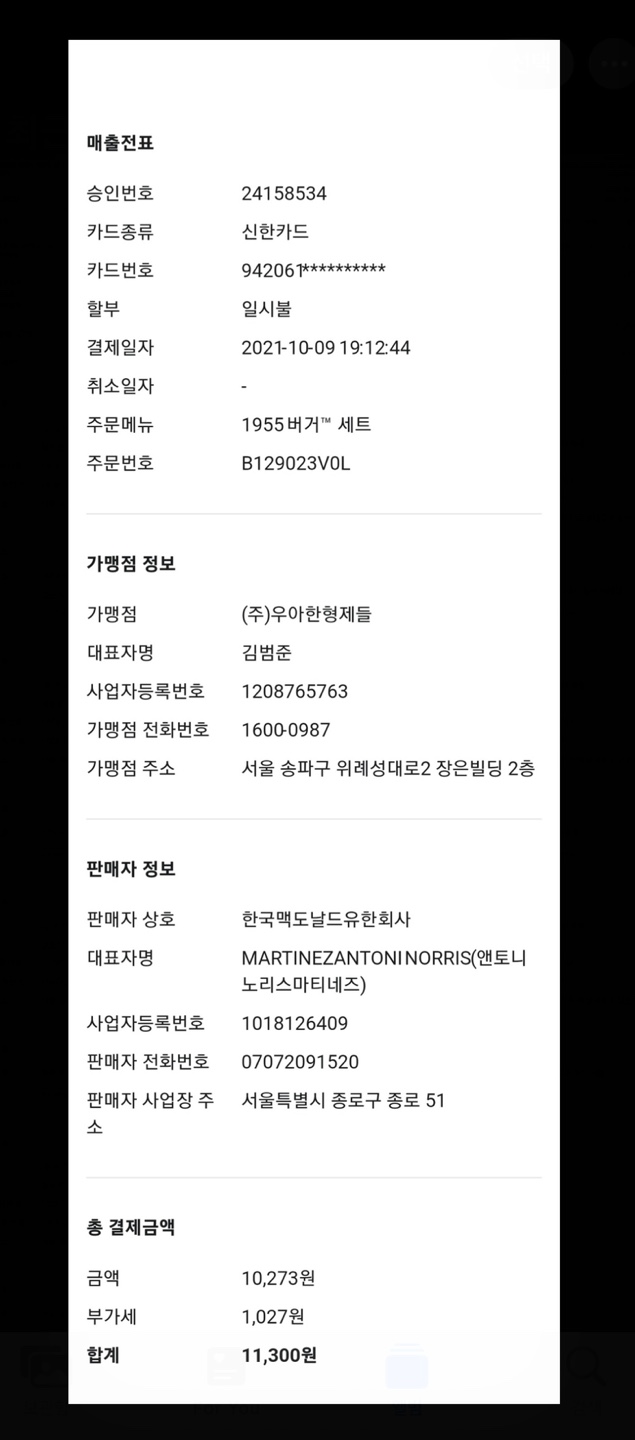 매출전표
승인번호 24158534
카드종류 신한카드
카드번호 942061**********
할부 일시불
결제일자 2021-10-09 19:12:44
취소일자 -
주문메뉴 1955 버거™ 세트
주문번호 B129023V0L
가맹점 정보
가맹점 (주)우아한형제들
대표자명 김범준
사업자등록번호 1208765763
가맹점 전화번호 1600-0987
가맹점 주소 서울 송파구 위례성대로2 장은빌딩 2층
판매자 정보
판매자 상호 한국맥도날드유한회사
대표자명 MARTINEZANTONINORRIS(앤토니
노리스마티네즈)
사업자등록번호 1018126409
판매자 전화번호 07072091520
판매자 사업장 주 서울특별시 종로구 종로 51
소
총 결제금액
금액 10,273원
부가세 1,027원
합계 11,300원